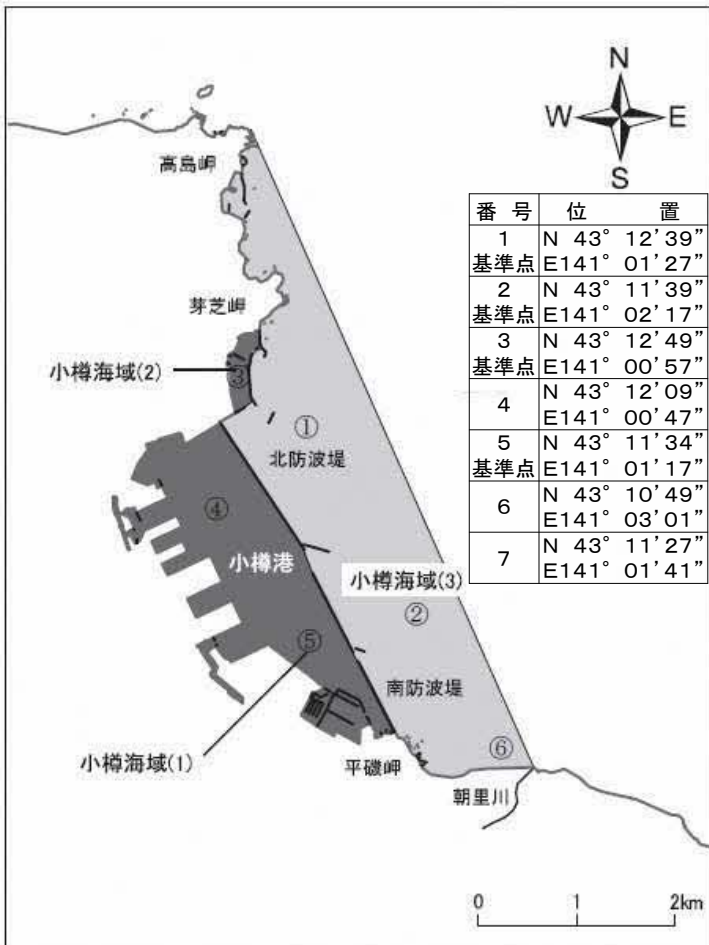 N
W E
S
高島岬
茅芝岬
小樽海域(2)
③
①
北防波堤
④
小樽港
小樽海域(3)
②
⑤
南防波堤
小樽海域(1)
平磯岬
⑥
朝里川
番 号 位 置
1 N 43° 12’39”
基準点 E141° 01’27”
2 N 43° 11’39”
基準点 E141° 02’17”
3 N 43° 12’49”
基準点 E141° 00’57”
4 N 43° 12’09”
E141° 00’47”
5 N 43° 11’34”
基準点 E141° 01’17”
6 N 43° 10’49”
E141° 03’01”
7 N 43° 11’27”
E141° 01’41”
0 1 2km